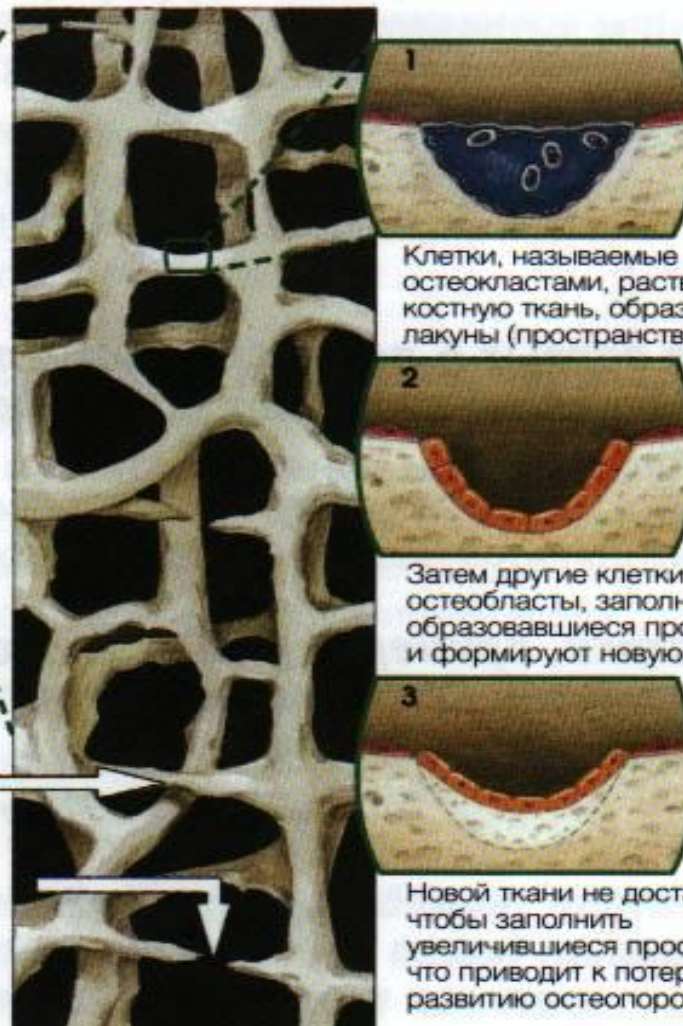 1
Клетки, называемые
остеокластами, раств
костную ткань, образ
лакуны (пространств
2
Затем другие клетки
остеобласты, заполн
образовавшиеся про
и формируют новую
3
Новой ткани не дост
чтобы заполнить
увеличившиеся прос
что приводит к потер
развитию остеопоро